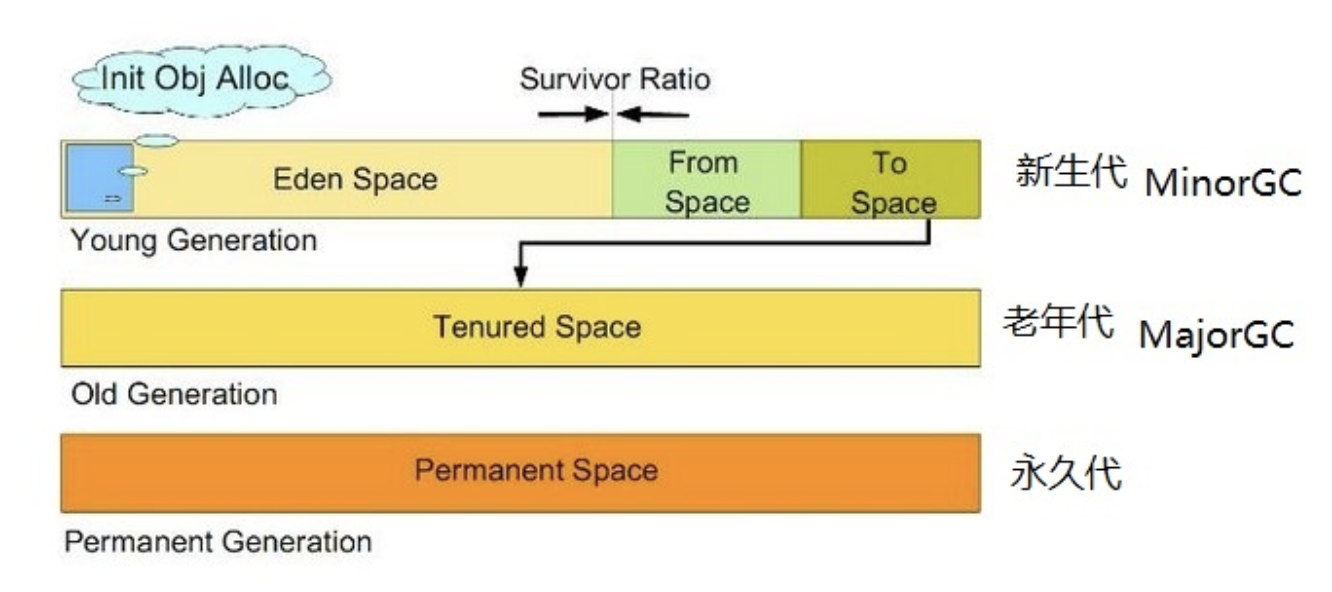 Init Obj Alloc
Survivor Ratio
Eden Space
From
Space
To
Space
新生代 MinorGC
Young Generation
Tenured Space
老年代 MajorGC
Old Generation
Permanent Space
永久代
Permanent Generation